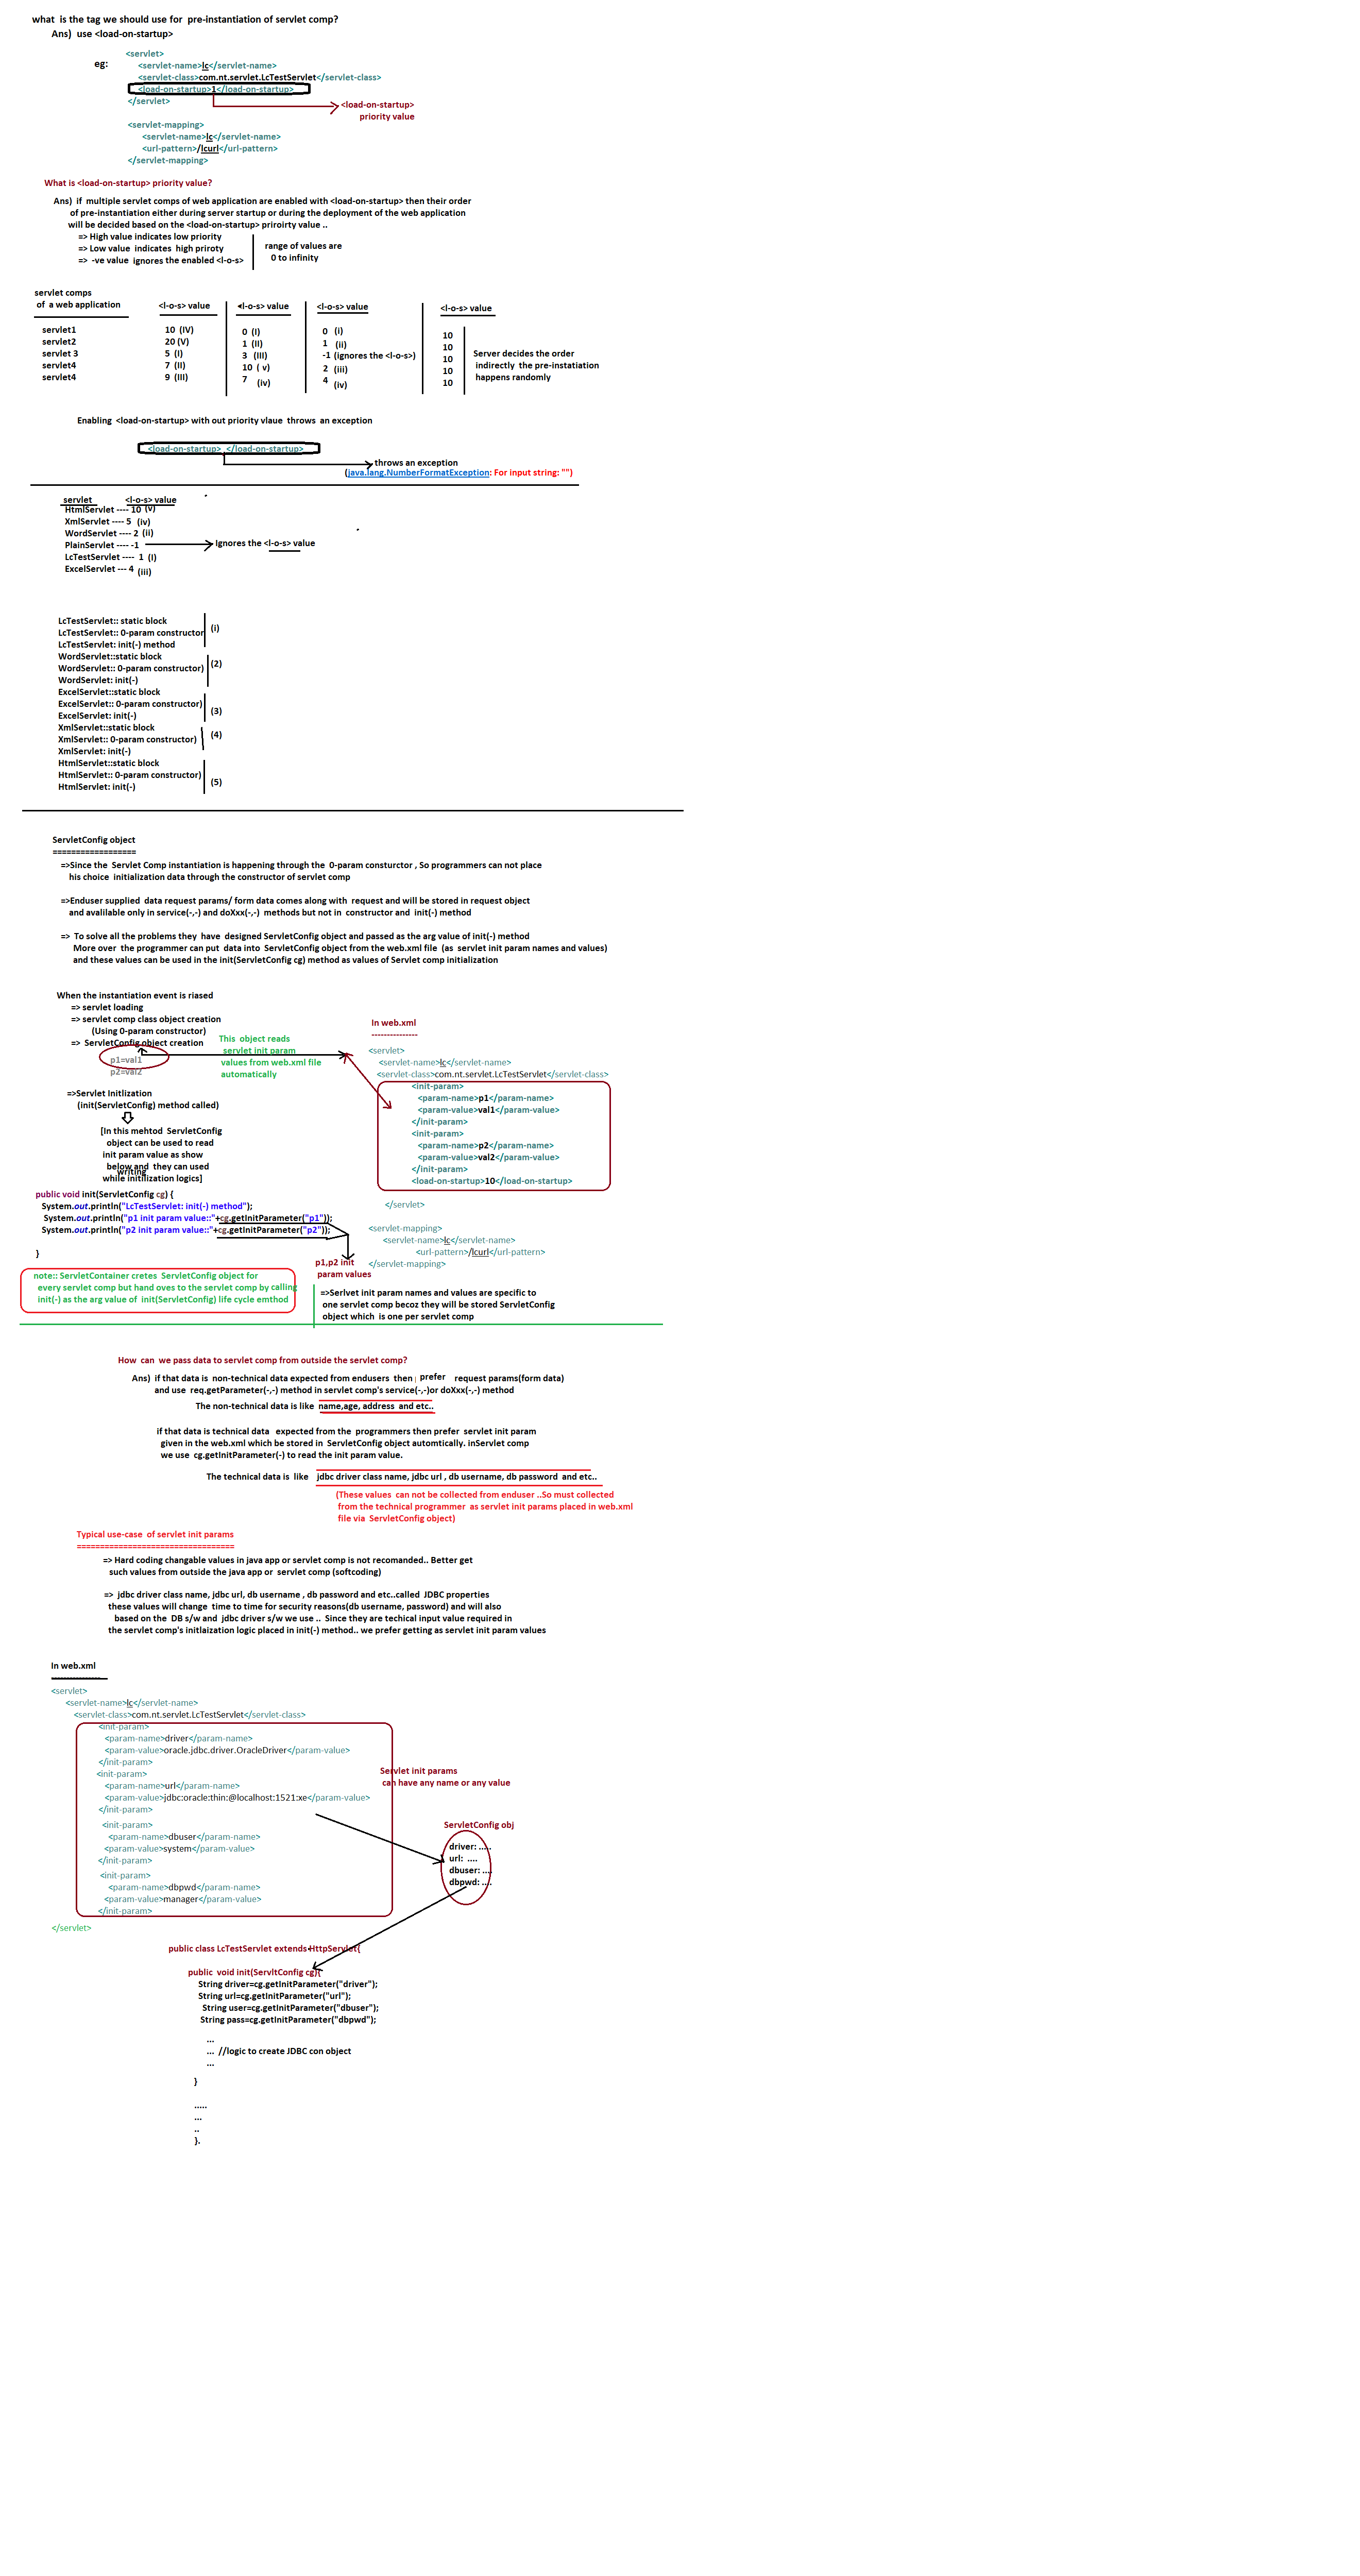 what  is the tag we should use for  pre-instantiation of servlet comp?
Ans)  use <load-on-startup>
eg:
<servlet>
<servlet-name>lc</servlet-name>
<servlet-class>com.nt.servlet.LcTestServlet</servlet-class>
<load-on-startup>1</load-on-startup>
</servlet>
<load-on-startup>
priority value
<servlet-mapping>
<servlet-name>lc</servlet-name>
<url-pattern>/lcurl</url-pattern>
</servlet-mapping>
What is <load-on-startup> priority value?
Ans)  if  multiple servlet comps of web application are enabled with <load-on-startup> then their order
of pre-instantiation either during server startup or during the deployment of the web application
will be decided based on the <load-on-startup> priroirty value ..
=> High value indicates low priority
=> Low value  indicates  high priroty
=>  -ve value  ignores the enabled <l-o-s>
range of values are
0 to infinity
servlet comps
of  a web application
<l-o-s> value
<l-o-s> value
<l-o-s> value
<l-o-s> value
servlet1
10  (IV)
0  (I)
0  (i)
10
servlet2
20 (V)
1  (II)
1  (ii)
10
servlet 3
5  (I)
3  (III)
-1 (ignores the <l-o-s>)
10
servlet4
7  (II)
10  ( v)
2  (iii)
10
servlet4
9  (III)
7  (iv)
4  (iv)
10
Server decides the order
indirectly  the pre-instatiation
happens randomly
Enabling  <load-on-startup> with out priority vlaue  throws  an exception
<load-on-startup>  </load-on-startup>
throws an exception
(java.lang.NumberFormatException: For input string: "")
servlet
<l-o-s> value
HtmlServlet ---- 10 (v)
XmlServlet ---- 5  (iv)
WordServlet ---- 2  (ii)
PlainServlet ---- -1
Ignores the <l-o-s> value
LcTestServlet ----  1  (I)
ExcelServlet --- 4  (iii)
LcTestServlet:: static block
LcTestServlet:: 0-param constructor
LcTestServlet: init(-) method
(i)
WordServlet::static block
WordServlet:: 0-param constructor)
WordServlet: init(-)
(2)
ExcelServlet::static block
ExcelServlet:: 0-param constructor)
ExcelServlet: init(-)
(3)
XmlServlet::static block
XmlServlet:: 0-param constructor)
XmlServlet: init(-)
(4)
HtmlServlet::static block
HtmlServlet:: 0-param constructor)
HtmlServlet: init(-)
(5)
ServletConfig object
==================
=>Since the  Servlet Comp instantiation is happening through the  0-param consturctor , So programmers can not place
his choice  initialization data through the constructor of servlet comp
=>Enduser supplied  data request params/ form data comes along with  request and will be stored in request object
and avalilable only in service(-,-) and doXxx(-,-)  methods but not in  constructor and  init(-) method
=>  To solve all the problems they  have  designed ServletConfig object and passed as the arg value of init(-) method
More over  the programmer can put  data into  ServletConfig object from the web.xml file  (as  servlet init param names and values)
and these values can be used in the init(ServletConfig cg) method as values of Servlet comp initialization
When the instantiation event is riased
=> servlet loading
=> servlet comp class object creation
(Using 0-param constructor)
=>  ServletConfig object creation
p1=val1
p2=val2
This  object reads
servlet init param
values from web.xml file
automatically
=>Servlet Initlization
(init(ServletConfig) method called)
[In this mehtod  ServletConfig
object can be used to read
init param value as show
below and  they can used
writing
while initilization logics]
In web.xml
---------------
<servlet>
<servlet-name>lc</servlet-name>
<servlet-class>com.nt.servlet.LcTestServlet</servlet-class>
<init-param>
<param-name>p1</param-name>
<param-value>val1</param-value>
</init-param>
<init-param>
<param-name>p2</param-name>
<param-value>val2</param-value>
</init-param>
<load-on-startup>10</load-on-startup>
</servlet>
<servlet-mapping>
<servlet-name>lc</servlet-name>
<url-pattern>/lcurl</url-pattern>
</servlet-mapping>
public void init(ServletConfig cg) {
System.out.println("LcTestServlet: init(-) method");
System.out.println("p1 init param value::"+cg.getInitParameter("p1"));
System.out.println("p2 init param value::"+cg.getInitParameter("p2"));
}
p1,p2 init
param values
note:: ServletContainer cretes  ServletConfig object for
every servlet comp but hand oves to the servlet comp by calling
init(-) as the arg value of  init(ServletConfig) life cycle emthod
=>Serlvet init param names and values are specific to
one servlet comp becoz they will be stored ServletConfig
object which  is one per servlet comp
How  can  we pass data to servlet comp from outside the servlet comp?
Ans)  if that data is  non-technical data expected from endusers  then  prefer  request params(form data)
and use  req.getParameter(-,-) method in servlet comp's service(-,-)or doXxx(-,-) method
The non-technical data is like  name,age, address  and etc..
if that data is technical data   expected from the  programmers then prefer  servlet init param
given in the web.xml which be stored in  ServletConfig object automtically. inServlet comp
we use  cg.getInitParameter(-) to read the init param value.
The technical data is  like   jdbc driver class name, jdbc url , db username, db password  and etc..
(These values  can not be collected from enduser ..So must collected
from the technical programmer  as servlet init params placed in web.xml
file via  ServletConfig object)
Typical use-case  of servlet init params
==================================
=> Hard coding changable values in java app or servlet comp is not recomanded.. Better get
such values from outside the java app or  servlet comp (softcoding)
=>  jdbc driver class name, jdbc url, db username , db password and etc..called  JDBC properties
these values will change  time to time for security reasons(db username, password) and will also
based on the  DB s/w and  jdbc driver s/w we use ..  Since they are techical input value required in
the servlet comp's initlaization logic placed in init(-) method.. we prefer getting as servlet init param values
In web.xml
<servlet>
<servlet-name>lc</servlet-name>
<servlet-class>com.nt.servlet.LcTestServlet</servlet-class>
<init-param>
<param-name>driver</param-name>
<param-value>oracle.jdbc.driver.OracleDriver</param-value>
</init-param>
<init-param>
<param-name>url</param-name>
<param-value>jdbc:oracle:thin:@localhost:1521:xe</param-value>
</init-param>
<init-param>
<param-name>dbuser</param-name>
<param-value>system</param-value>
</init-param>
<init-param>
<param-name>dbpwd</param-name>
<param-value>manager</param-value>
</init-param>
</servlet>
Servlet init params
can have any name or any value
ServletConfig obj
driver: .....
url:  ....
dbuser: ....
dbpwd: ....
public class LcTestServlet extends HttpServlet{
public  void init(ServltConfig cg){
String driver=cg.getInitParameter("driver");
String url=cg.getInitParameter("url");
String user=cg.getInitParameter("dbuser");
String pass=cg.getInitParameter("dbpwd");
...
...  //logic to create JDBC con object
...
}
.....
...
..
}.